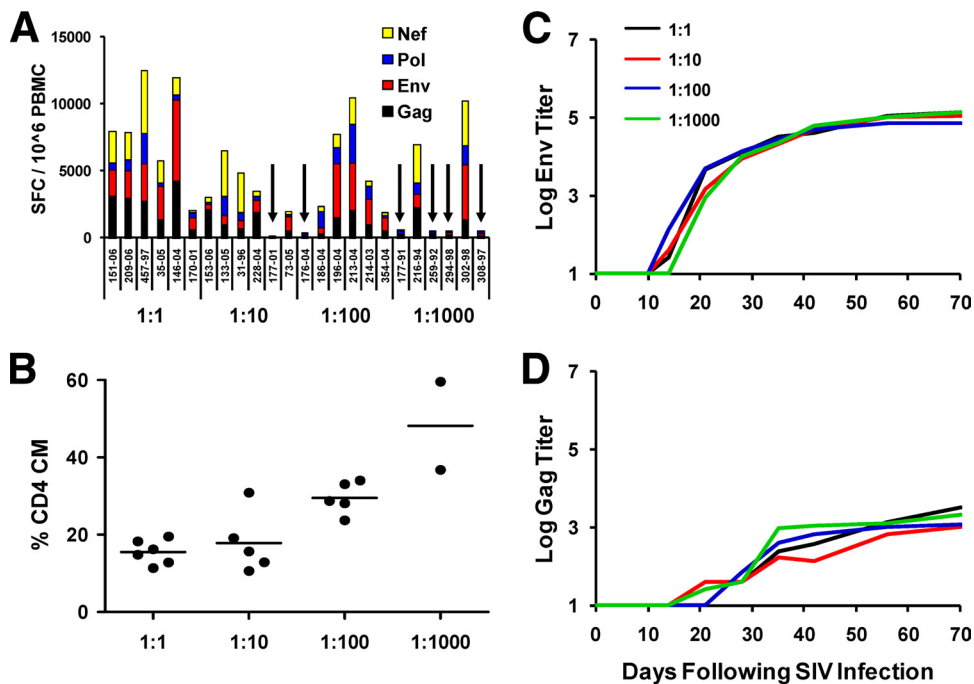 A
SFC / 10^6 PBMC
15000
10000
5000
0
Nef
Pol
Env
Gag
151-06 209-06 457-97 35-05 146-04 170-01 153-06 133-05 31-96 228-04 177-01 73-05 176-04 186-04 196-04 213-04 214-03 354-04 177-91 216-94 259-92 294-98 302-98 308-97
1:1 1:10 1:100 1:1000
B
% CD4 CM
60
40
20
0
1:1 1:10 1:100 1:1000
C
Log Env Titer
7
5
3
1
1:1
1:10
1:100
1:1000
0 10 20 30 40 50 60 70
D
Log Gag Titer
7
5
3
1
0 10 20 30 40 50 60 70
Days Following SIV Infection